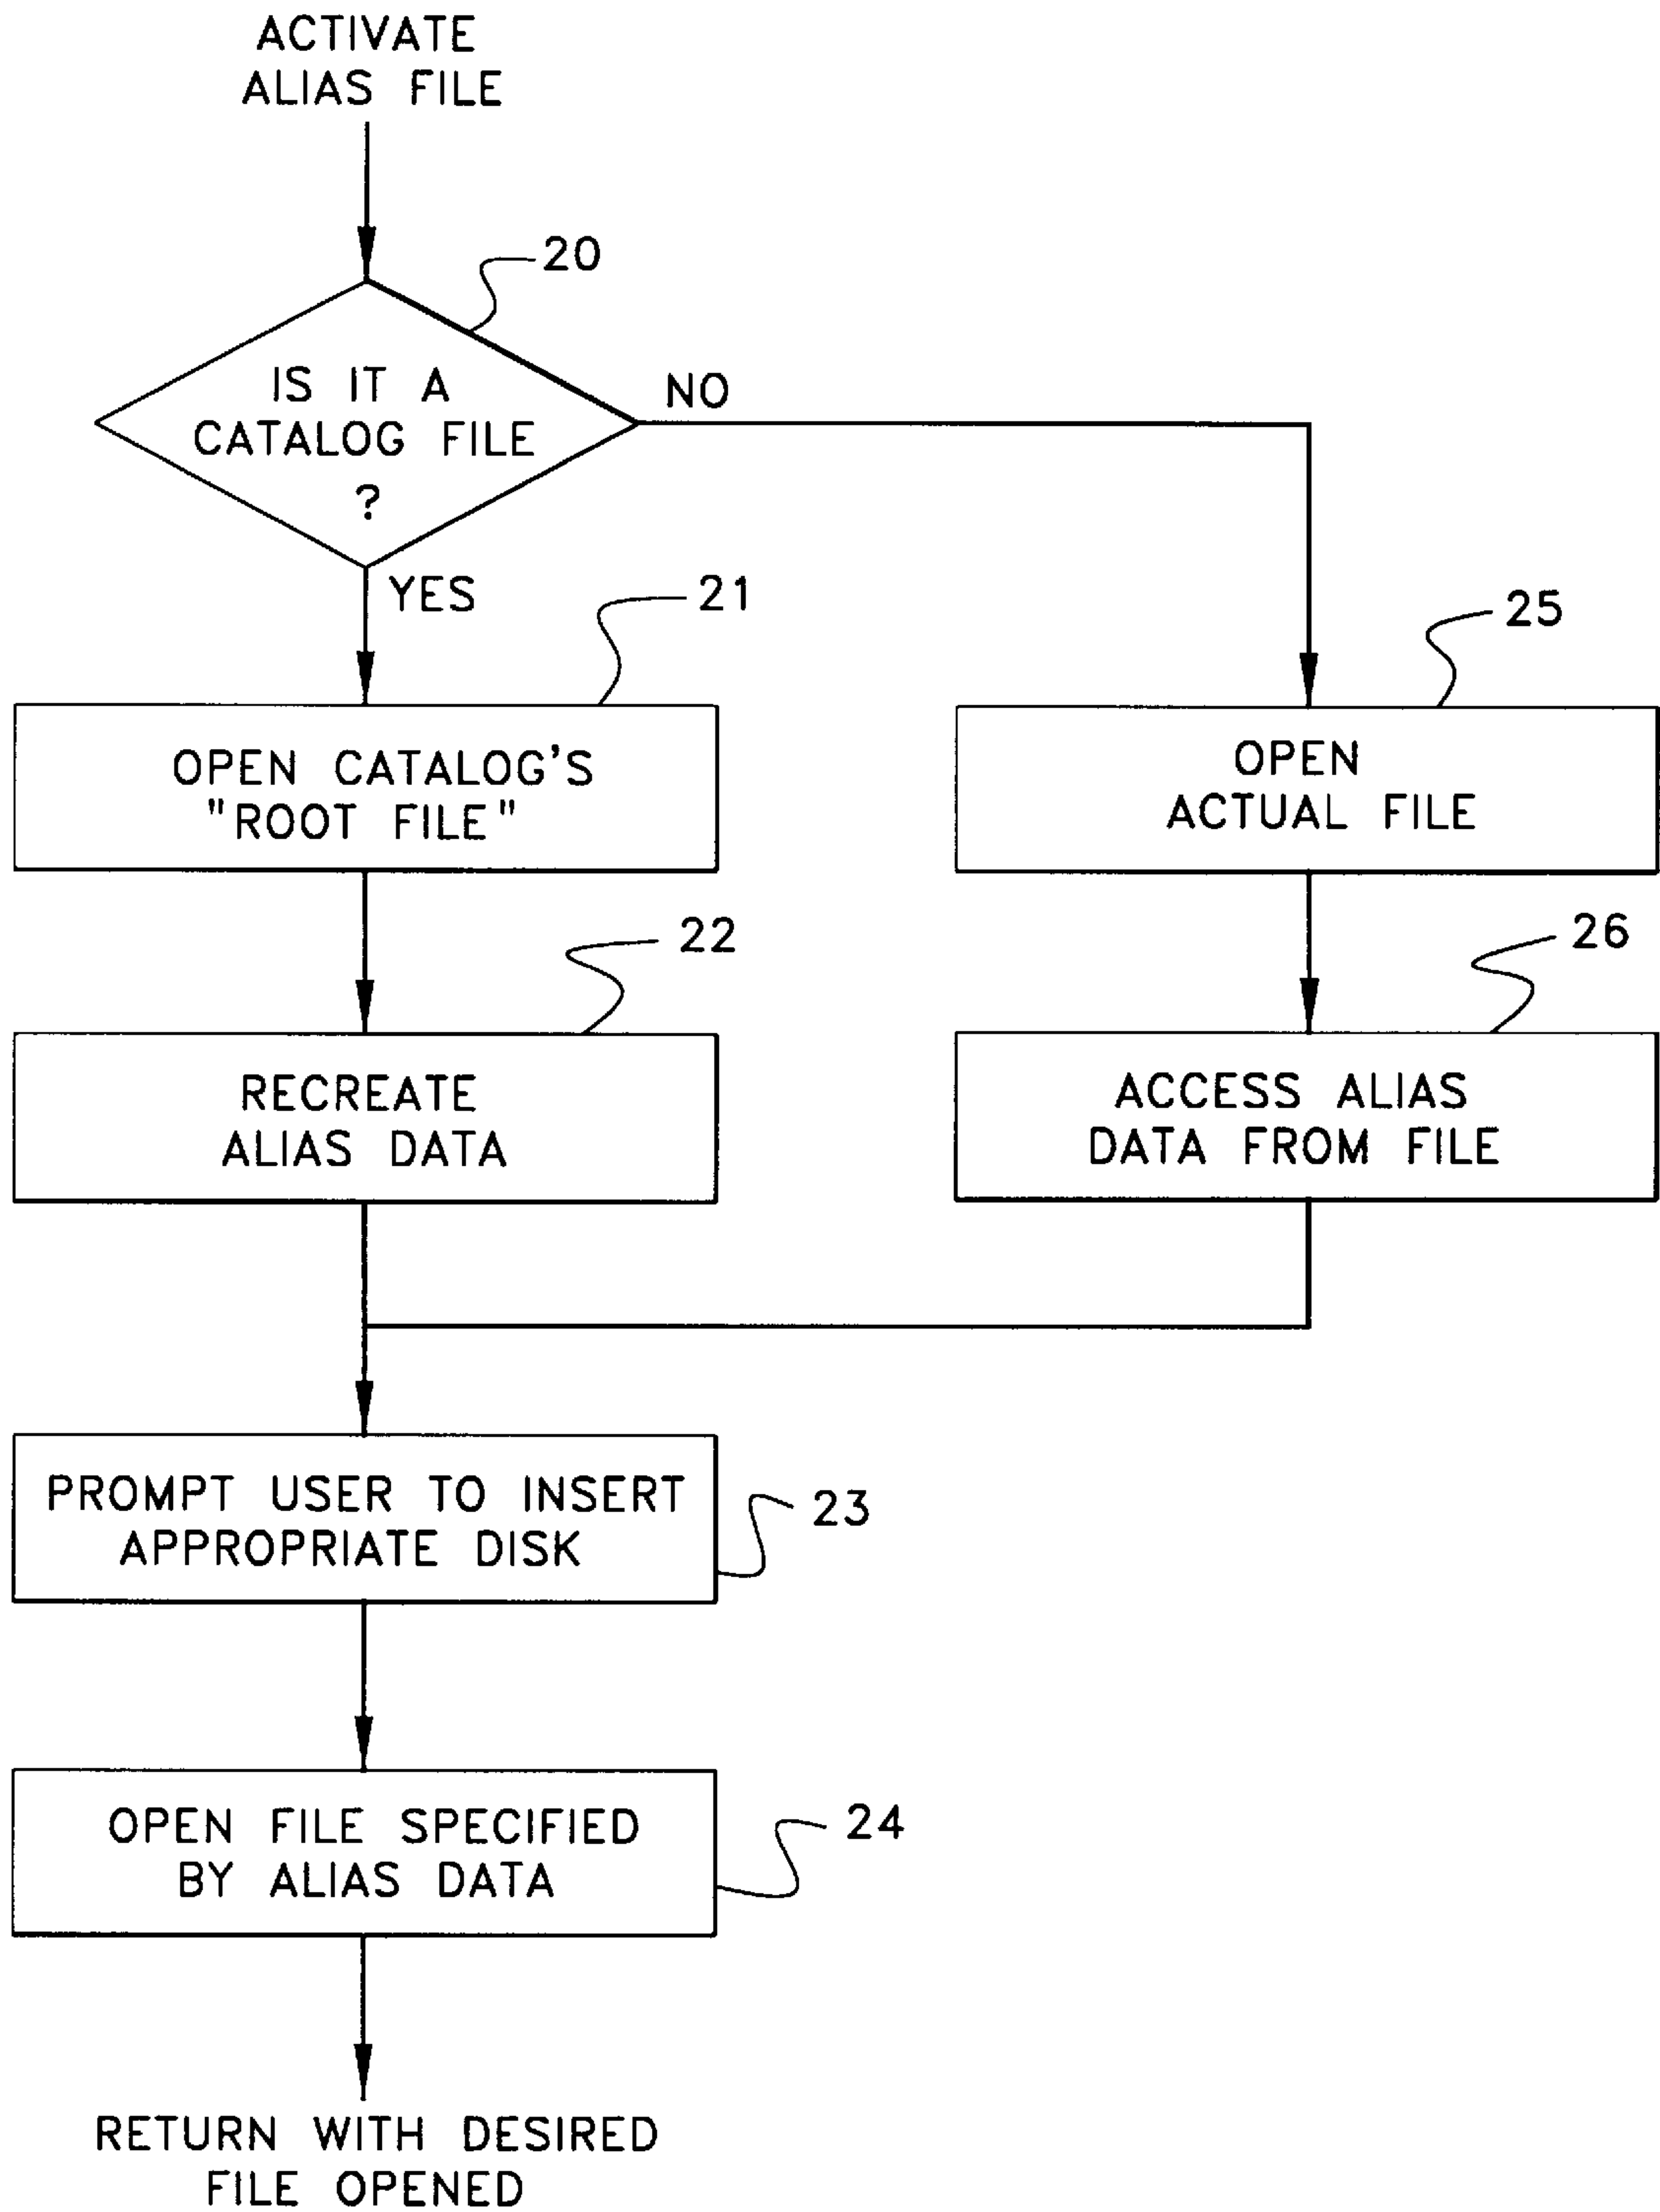 ACTIVATE
ALIAS FILE
20
IS IT A
CATALOG FILE
?
NO
YES
21
OPEN CATALOG'S
"ROOT FILE"
25
OPEN
ACTUAL FILE
22
RECREATE
ALIAS DATA
26
ACCESS ALIAS
DATA FROM FILE
PROMPT USER TO INSERT
APPROPRIATE DISK
23
OPEN FILE SPECIFIED
BY ALIAS DATA
24
RETURN WITH DESIRED
FILE OPENED